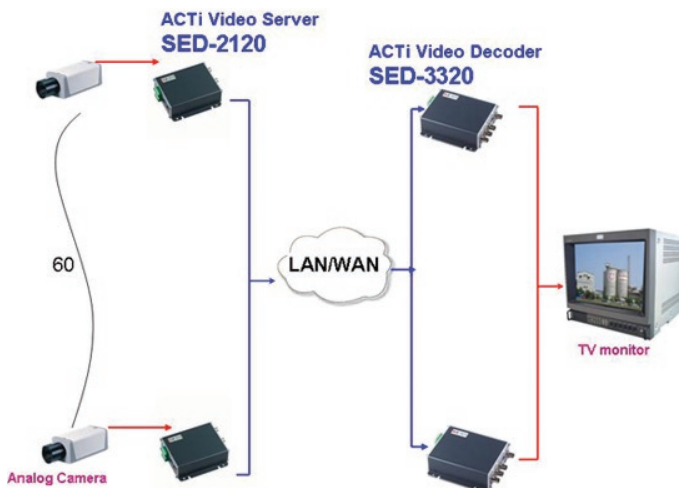 ACTi Video Server
SED-2120
ACTi Video Decoder
SED-3320
60
LAN/WAN
TV monitor
Analog Camera